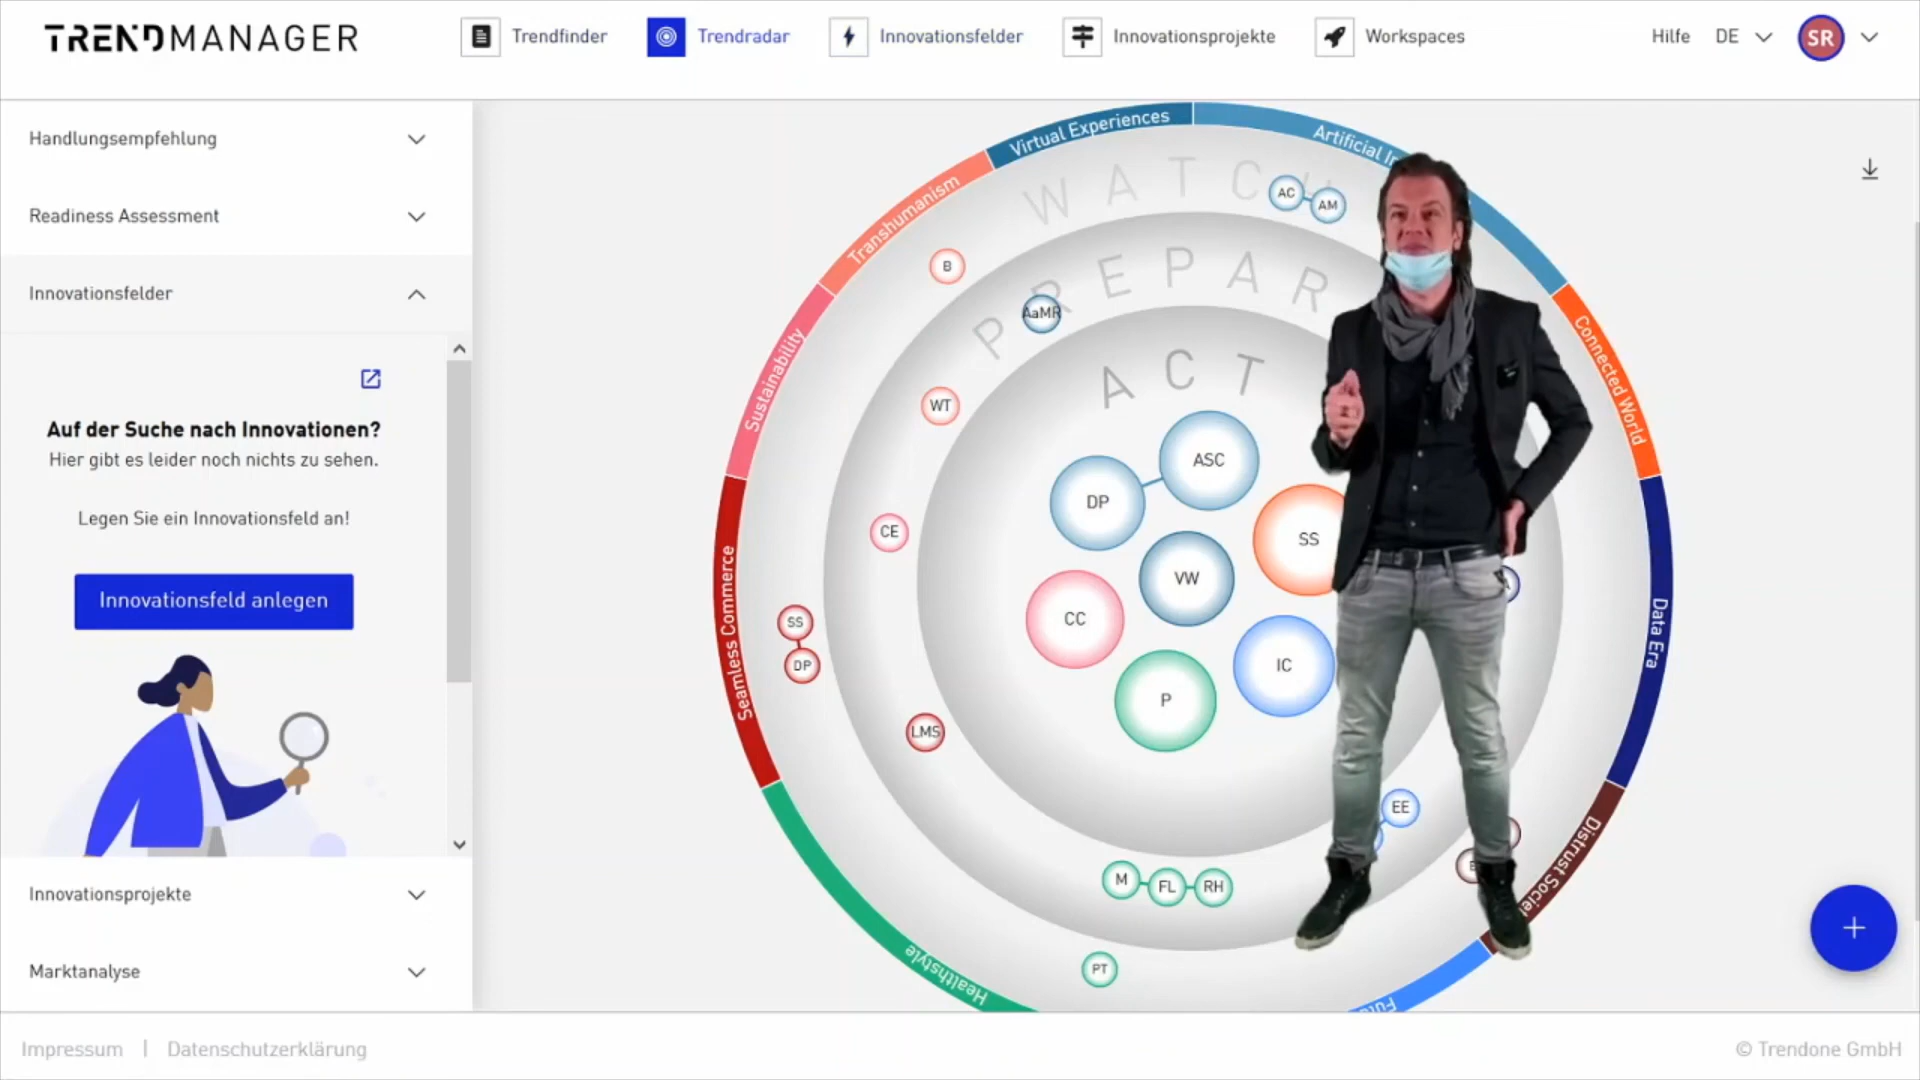 TRENDMANAGER
Trendfinder
Trendradar
Innovationsfelder
Innovationsprojekte
Workspaces
Hilfe
DE
SR
Handlungsempfehlung
Readiness Assessment
Innovationsfelder
Auf der Suche nach Innovationen?
Hier gibt es leider noch nichts zu sehen.
Legen Sie ein Innovationsfeld an!
Innovationsfeld anlegen
Innovationsprojekte
Marktanalyse
Virtual Experiences
Artificial
Transhumanism
Connected World
Sustainability
Data Era
Seamless Commerce
Distrust
Healthstyle
WATC
PREPAR
ACT
AC
AM
B
AaMR
WT
ASC
DP
CE
SS
VW
CC
SS
DP
IC
P
LMS
EE
M
FL
RH
PT
Impressum | Datenschutzerklärung
© Trendone GmbH